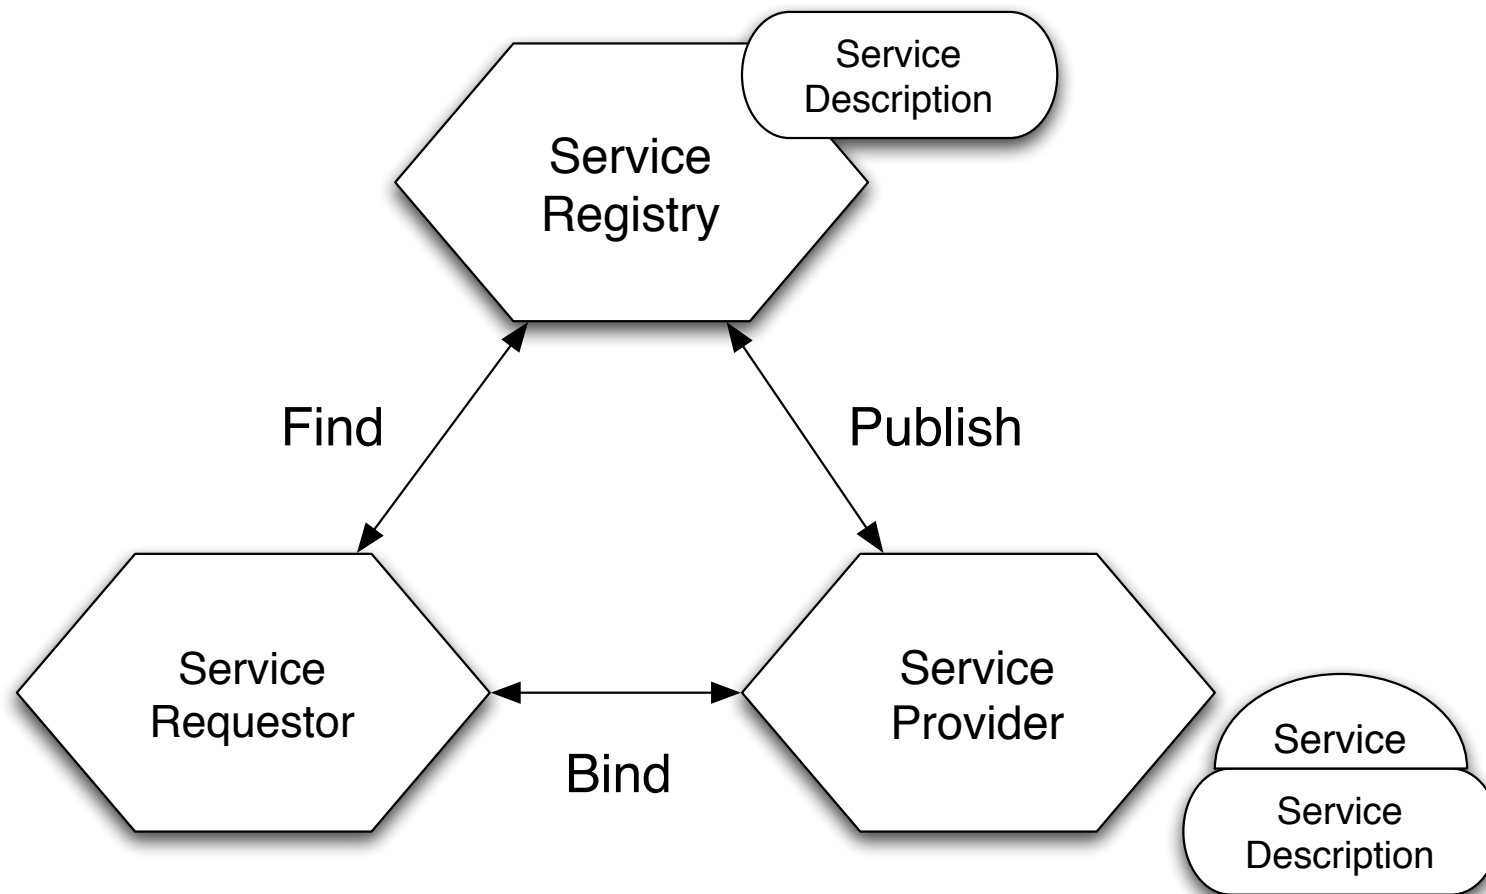 Service
Description
Service
Registry
Find
Publish
Service
Requestor
Service
Provider
Bind
Service
Service
Description